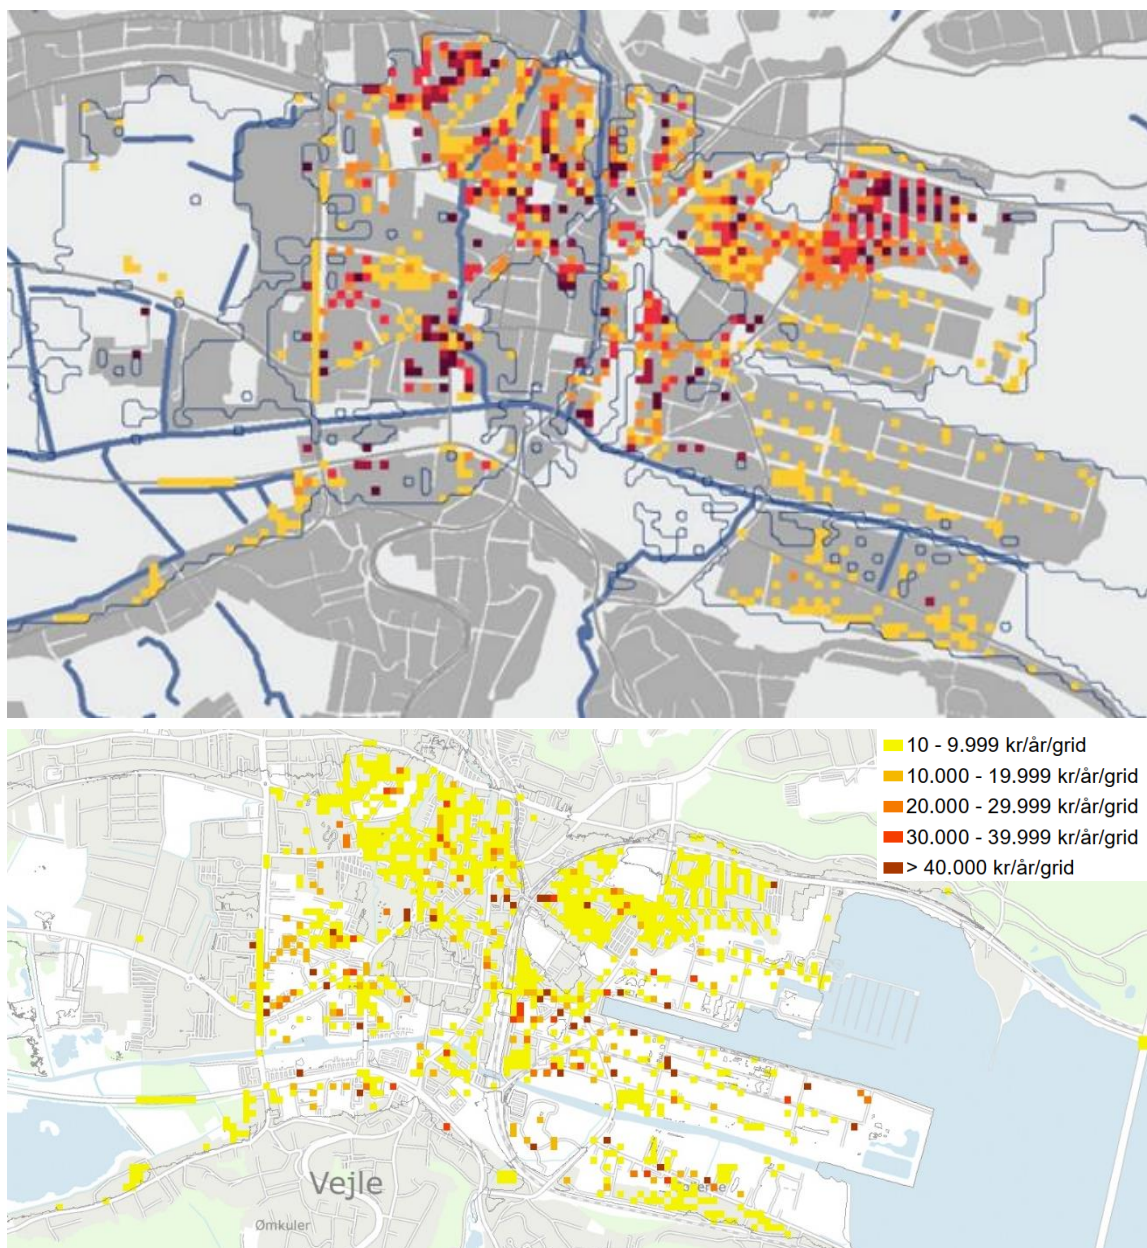 10 - 9.999 kr/år/grid
10.000 - 19.999 kr/år/grid
20.000 - 29.999 kr/år/grid
30.000 - 39.999 kr/år/grid
> 40.000 kr/år/grid
Vejle
Ømkuler